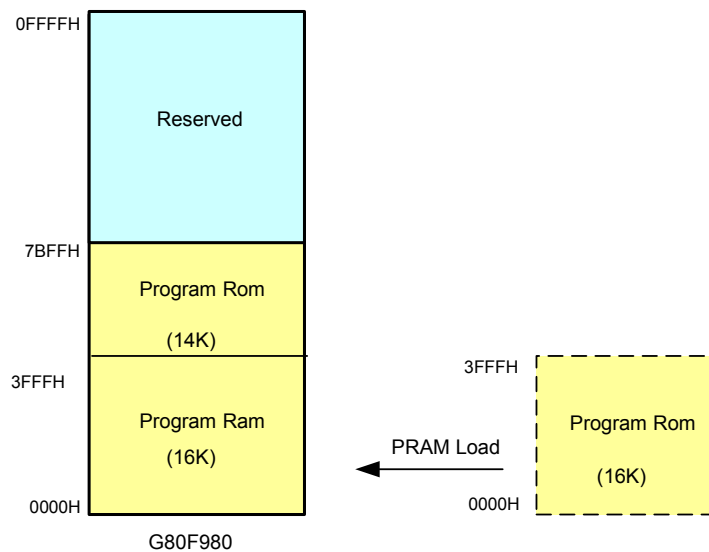 0FFFFH
Reserved
7BFFH
Program Rom
(14K)
3FFFH
Program Ram
(16K)
0000H
G80F980
PRAM Load
3FFFH
Program Rom
(16K)
0000H